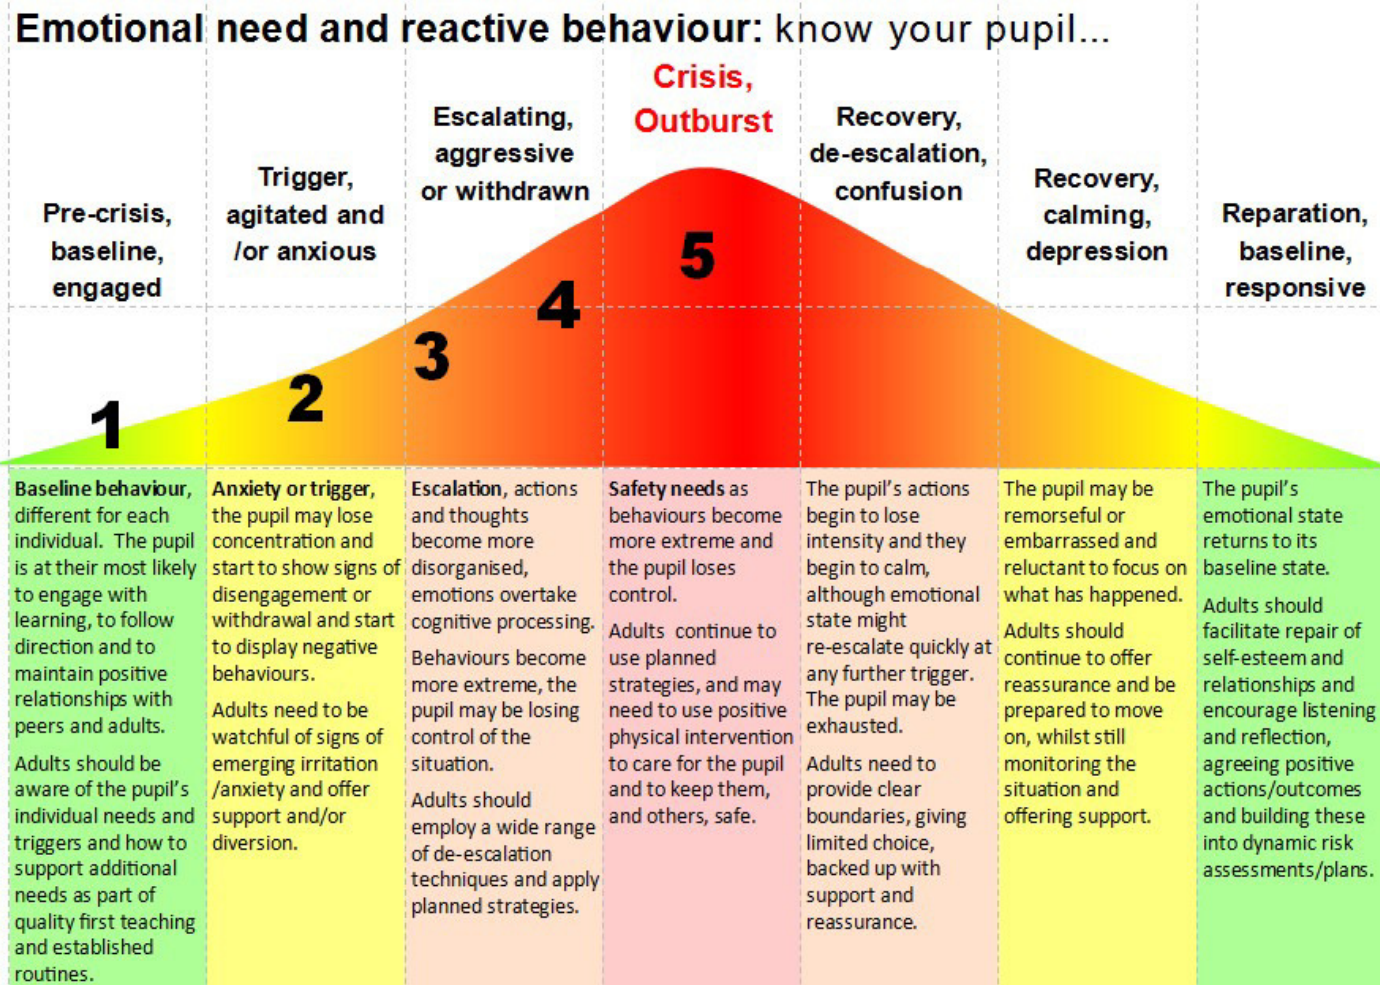 Emotional need and reactive behaviour: know your pupil...
Pre-crisis,
baseline,
engaged
Trigger,
agitated and
/or anxious
Escalating,
aggressive
or withdrawn
Crisis,
Outburst
Recovery,
de-escalation,
confusion
Recovery,
calming,
depression
Reparation,
baseline,
responsive
1
2
3
4
5
Baseline behaviour,
different for each
individual. The pupil
is at their most likely
to engage with
learning, to follow
direction and to
maintain positive
relationships with
peers and adults.
Adults should be
aware of the pupil's
individual needs and
triggers and how to
support additional
needs as part of
quality first teaching
and established
routines.
Anxiety or trigger,
the pupil may lose
concentration and
start to show signs of
disengagement or
withdrawal and start
to display negative
behaviours.
Adults need to be
watchful of signs of
emerging irritation
/anxiety and offer
support and/or
diversion.
Escalation, actions
and thoughts
become more
disorganised,
emotions overtake
cognitive processing.
Behaviours become
more extreme, the
pupil may be losing
control of the
situation.
Adults should
employ a wide range
of de-escalation
techniques and apply
planned strategies.
Safety needs as
behaviours become
more extreme and
the pupil loses
control.
Adults continue to
use planned
strategies, and may
need to use positive
physical intervention
to care for the pupil
and to keep them,
and others, safe.
The pupil's actions
begin to lose
intensity and they
begin to calm,
although emotional
state might
re-escalate quickly at
any further trigger.
The pupil may be
exhausted.
Adults need to
provide clear
boundaries, giving
limited choice,
backed up with
support and
reassurance.
The pupil may be
remorseful or
embarrassed and
reluctant to focus on
what has happened.
Adults should
continue to offer
reassurance and be
prepared to move
on, whilst still
monitoring the
situation and
offering support.
The pupil's
emotional state
returns to its
baseline state.
Adults should
facilitate repair of
self-esteem and
relationships and
encourage listening
and reflection,
agreeing positive
actions/outcomes
and building these
into dynamic risk
assessments/plans.